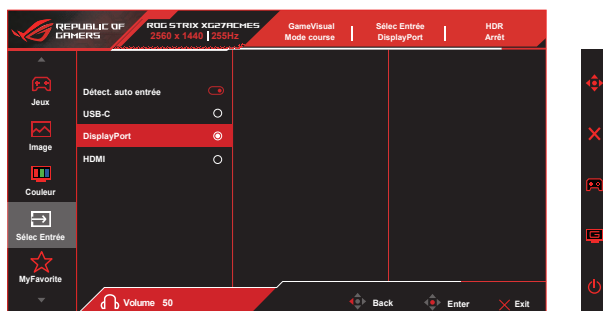 REPUBLIC OF
GAMERS
ROG STRIX XG27ACMES
2560 x 1440 255Hz
GameVisual
Mode course
Sélec Entrée
DisplayPort
HDR
Arrêt
Jeux
Image
Couleur
Sélec Entrée
MyFavorite
Détect. auto entrée
USB-C
DisplayPort
HDMI
Volume 50
Back
Enter
Exit